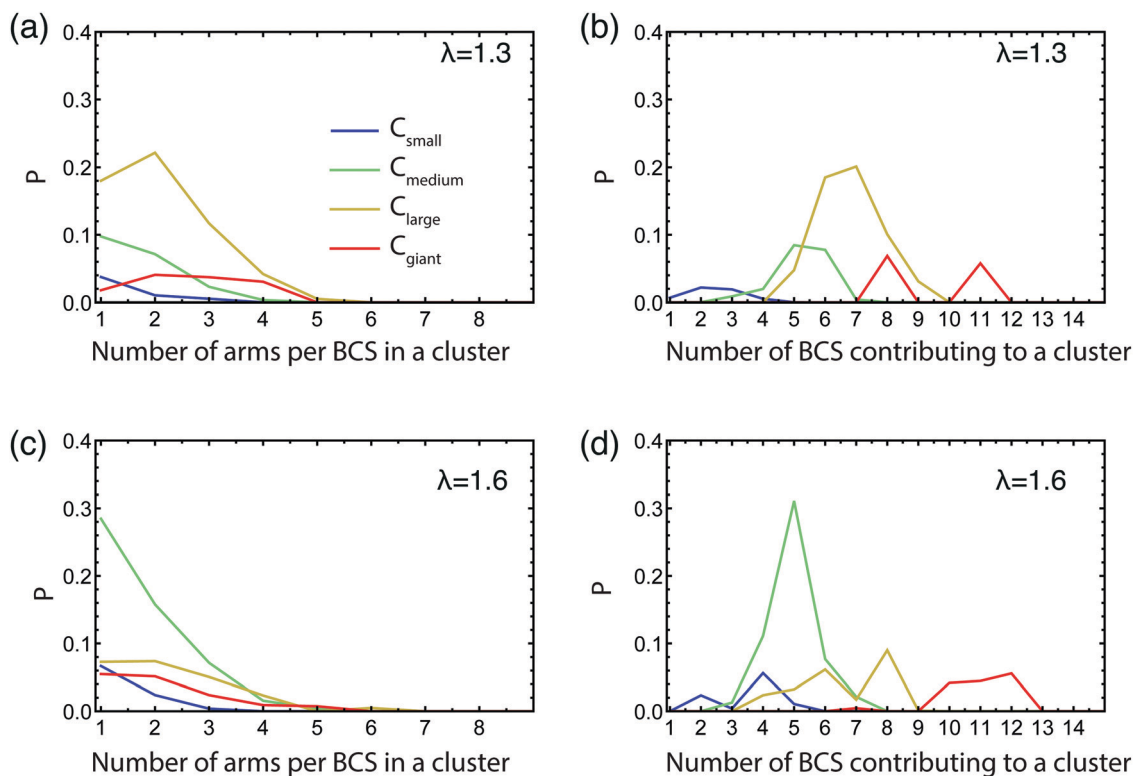 (a)
λ=1.3
0.4
0.3
0.2
0.1
0.0
P
C small
C medium
C large
C giant
1 2 3 4 5 6 7 8
Number of arms per BCS in a cluster
(b)
λ=1.3
0.4
0.3
0.2
0.1
0.0
P
1 2 3 4 5 6 7 8 9 10 11 12 13 14
Number of BCS contributing to a cluster
(c)
λ=1.6
0.4
0.3
0.2
0.1
0.0
P
1 2 3 4 5 6 7 8
Number of arms per BCS in a cluster
(d)
λ=1.6
0.4
0.3
0.2
0.1
0.0
P
1 2 3 4 5 6 7 8 9 10 11 12 13 14
Number of BCS contributing to a cluster